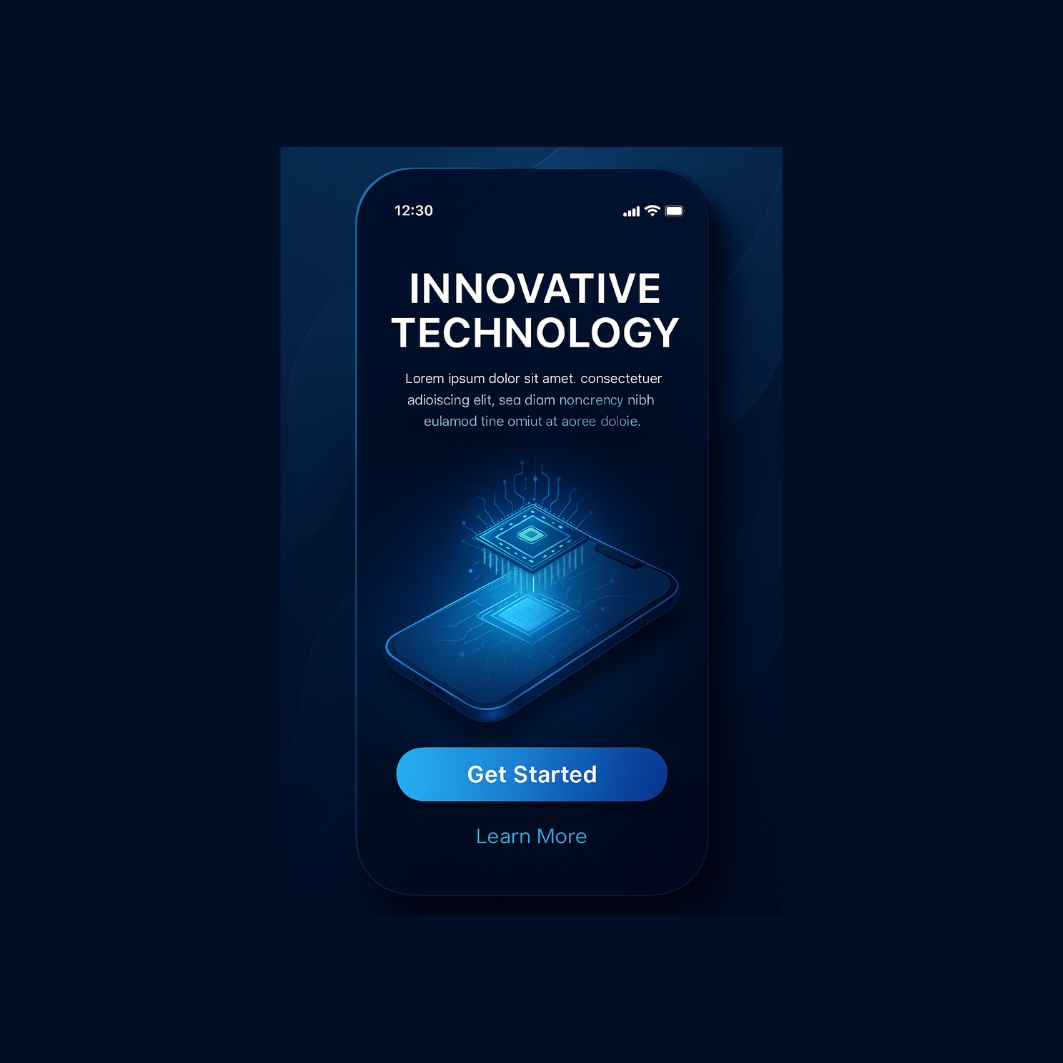 12:30
INNOVATIVE
TECHNOLOGY
Lorem ipsum dolor sit amet. consectetuer
adioiscing elit, sea diam noncrency nibh
eulamod tine omiut at aoree doloie.
Get Started
Learn More